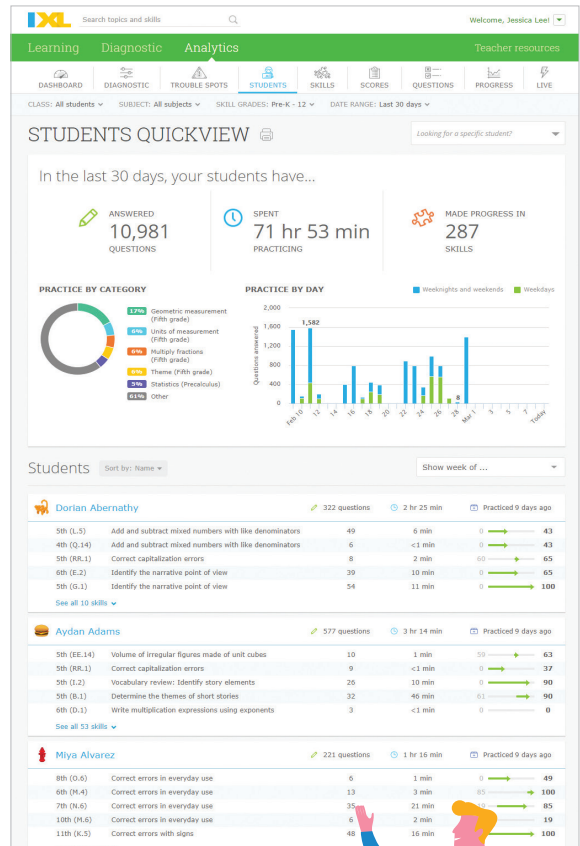 IXL
Search topics and skills
Welcome, Jessica Lee!
Learning Diagnostic Analytics Teacher resources
DASHBOARD DIAGNOSTIC TROUBLE SPOTS STUDENTS SKILLS SCORES QUESTIONS PROGRESS LIVE
CLASS: All students SUBJECT: All subjects SKILL GRADES: Pre-K - 12 DATE RANGE: Last 30 days
STUDENTS QUICKVIEW
Looking for a specific student?
In the last 30 days, your students have...
ANSWERED
10,981
QUESTIONS
SPENT
71 hr 53 min
PRACTICING
MADE PROGRESS IN
287
SKILLS
PRACTICE BY CATEGORY
17% Geometric measurement
(Fifth grade)
6% Units of measurement
(Fifth grade)
6% Multiply fractions
(Fifth grade)
6% Theme (Fifth grade)
5% Statistics (Precalculus)
61% Other
PRACTICE BY DAY
Weeknights and weekends Weekdays
Questions answered
2,000
1,600
1,200
800
400
0
1,582
8
Feb 10 12 14 16 18 20 22 24 26 28 Mar 1 3 5 7 Today
Students Sort by: Name Show week of ...
Dorian Abernathy 322 questions 2 hr 25 min Practiced 9 days ago
5th (L.5) Add and subtract mixed numbers with like denominators 49 6 min 0 43
4th (Q.14) Add and subtract mixed numbers with like denominators 6 <1 min 0 43
5th (RR.1) Correct capitalization errors 8 2 min 60 65
6th (E.2) Identify the narrative point of view 39 10 min 0 65
5th (G.1) Identify the narrative point of view 54 11 min 0 100
See all 10 skills
Aydan Adams 577 questions 3 hr 14 min Practiced 9 days ago
5th (EE.14) Volume of irregular figures made of unit cubes 10 1 min 59 63
5th (RR.1) Correct capitalization errors 9 <1 min 0 37
5th (I.2) Vocabulary review: Identify story elements 26 10 min 0 90
5th (B.1) Determine the themes of short stories 32 46 min 61 90
6th (D.1) Write multiplication expressions using exponents 3 <1 min 0 0
See all 53 skills
Miya Alvarez 221 questions 1 hr 16 min Practiced 9 days ago
8th (O.6) Correct errors in everyday use 6 1 min 0 49
6th (M.4) Correct errors in everyday use 13 3 min 85 100
7th (N.6) Correct errors in everyday use 35 21 min 85
10th (M.6) Correct errors in everyday use 6 2 min 19
11th (K.5) Correct errors with signs 48 16 min 100